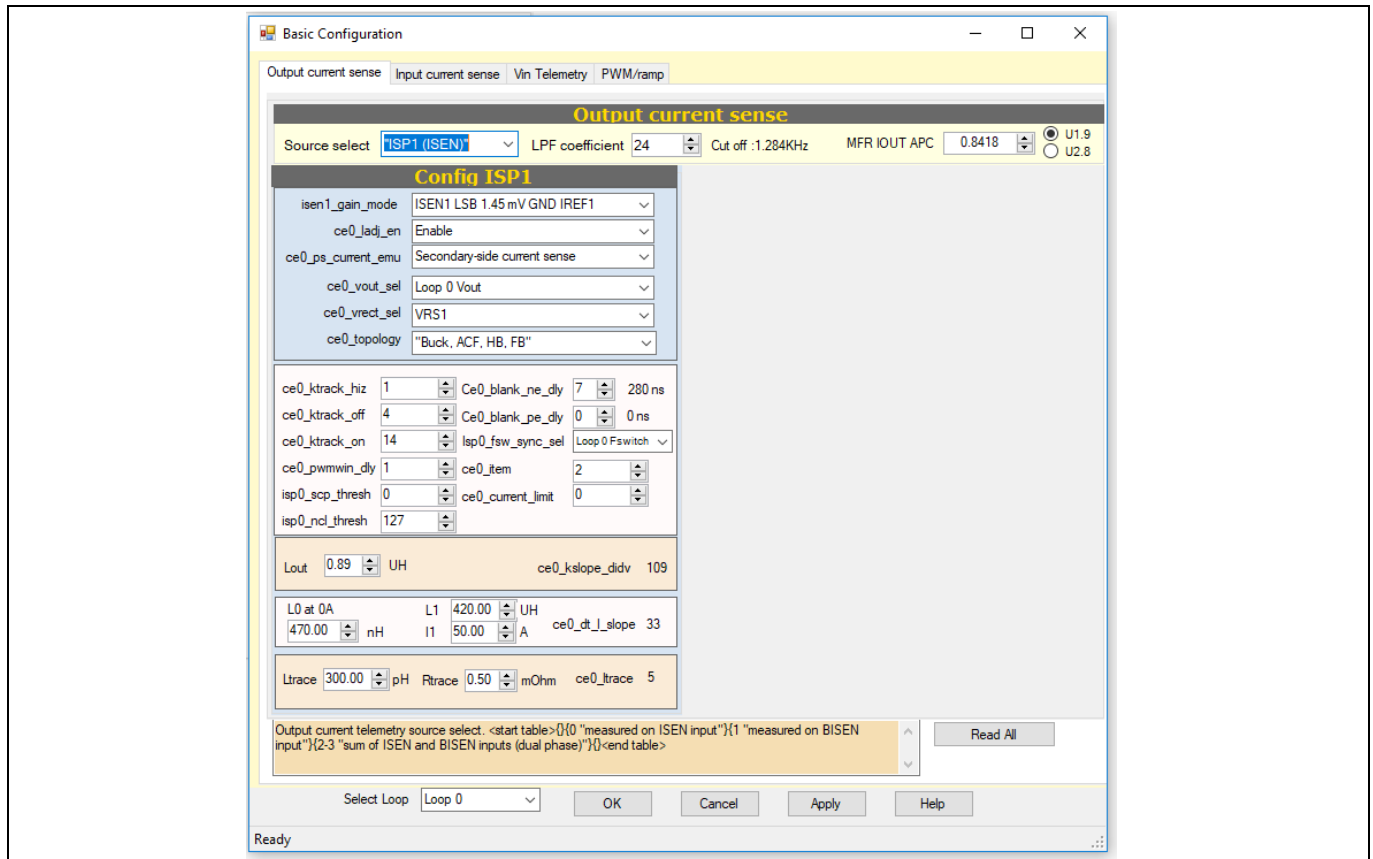 Basic Configuration
Output current sense Input current sense Vin Telemetry PWM/ramp
Output current sense
Source select "ISP1 (ISEN)" LPF coefficient 24 Cut off :1.284KHz MFR IOUT APC 0.8418 U1.9
U2.8
Config ISP1
isen1_gain_mode ISEN1 LSB 1.45 mV GND IREF1
ce0_ladj_en Enable
ce0_ps_current_emu Secondary-side current sense
ce0_vout_sel Loop 0 Vout
ce0_vrect_sel VRS1
ce0_topology "Buck, ACF, HB, FB"
ce0_ktrack_hiz 1 Ce0_blank_ne_dly 7 280 ns
ce0_ktrack_off 4 Ce0_blank_pe_dly 0 0 ns
ce0_ktrack_on 14 Isp0_fsw_sync_sel Loop 0 Fswitch
ce0_pwmwin_dly 1 ce0_item 2
isp0_scp_thresh 0 ce0_current_limit 0
isp0_ncl_thresh 127
Lout 0.89 UH ce0_kslope_didv 109
L0 at 0A L1 420.00 UH
470.00 nH I1 50.00 A ce0_dt_l_slope 33
Ltrace 300.00 pH Rtrace 0.50 mOhm ce0_ltrace 5
Output current telemetry source select. <start table>{}{0 "measured on ISEN input"}{1 "measured on BISEN
input"}{2-3 "sum of ISEN and BISEN inputs (dual phase)"}{}<end table>
Read All
Select Loop Loop 0 OK Cancel Apply Help
Ready